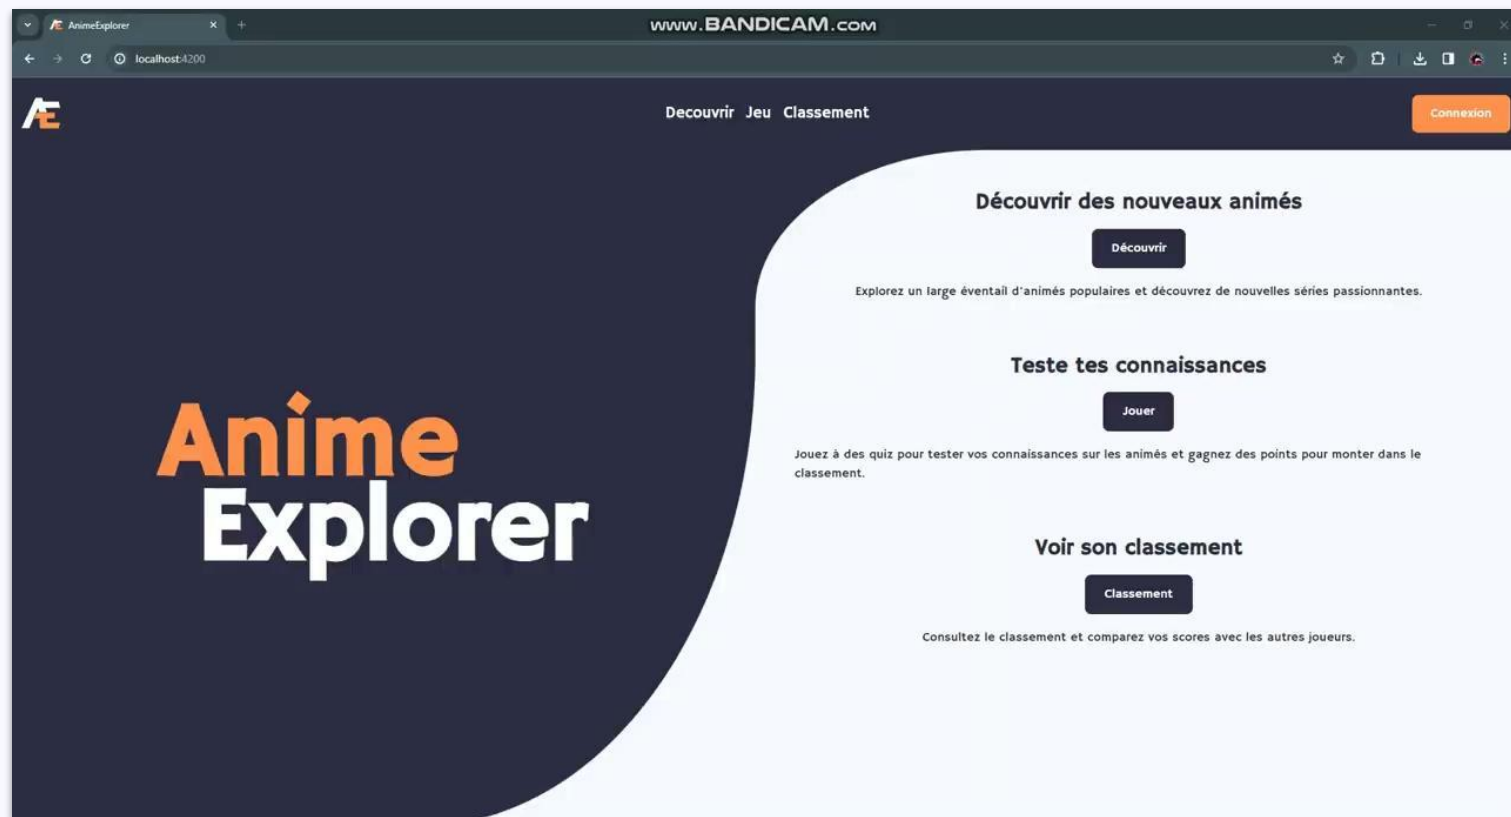 AnimeExplorer
www.BANDICAM.com
localhost:4200
Æ
Decouvrir Jeu Classement
Connexion
Découvrir des nouveaux animés
Découvrir
Explorez un large éventail d'animés populaires et découvrez de nouvelles séries passionnantes.
Teste tes connaissances
Jouer
Jouez à des quiz pour tester vos connaissances sur les animés et gagnez des points pour monter dans le
classement.
Anime
Explorer
Voir son classement
Classement
Consultez le classement et comparez vos scores avec les autres joueurs.